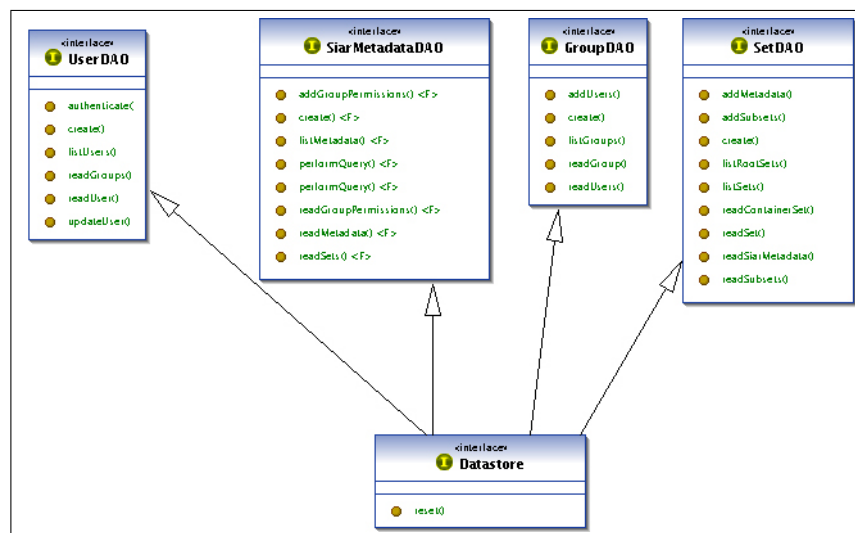 «interface»
UserDAO
authenticate(
create()
listUsers()
readGroups()
readUser()
updateUser()
«interface»
SiarMetadataDAO
addGroupPermissions() <F>
create() <F>
listMetadata() <F>
performQuery() <F>
performQuery() <F>
readGroupPermissions() <F>
readMetadata() <F>
readSets() <F>
«interface»
GroupDAO
addUsers()
create()
listGroups()
readGroup()
readUsers()
«interface»
SetDAO
addMetadata()
addSubsets()
create()
listRootSets()
listSets()
readContainerSet()
readSet()
readSiarMetadata()
readSubsets()
«interface»
Datastore
reset()